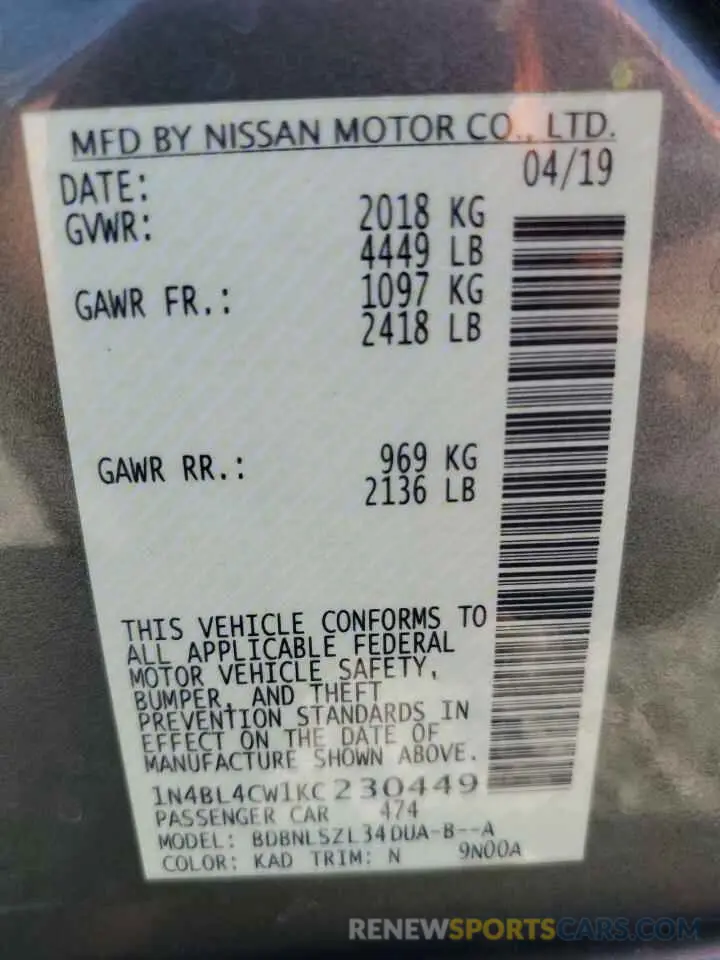 MFD BY NISSAN MOTOR CO., LTD.
DATE: 04/19
GVWR: 2018 KG
4449 LB
GAWR FR.: 1097 KG
2418 LB
GAWR RR.: 969 KG
2136 LB
THIS VEHICLE CONFORMS TO
ALL APPLICABLE FEDERAL
MOTOR VEHICLE SAFETY,
BUMPER, AND THEFT
PREVENTION STANDARDS IN
EFFECT ON THE DATE OF
MANUFACTURE SHOWN ABOVE.
1N4BL4CW1KC230449
PASSENGER CAR 474
MODEL: BDBNLSZL34DUA-B--A
COLOR: KAD TRIM: N 9N00A
RENEWSPORTSCARS.COM